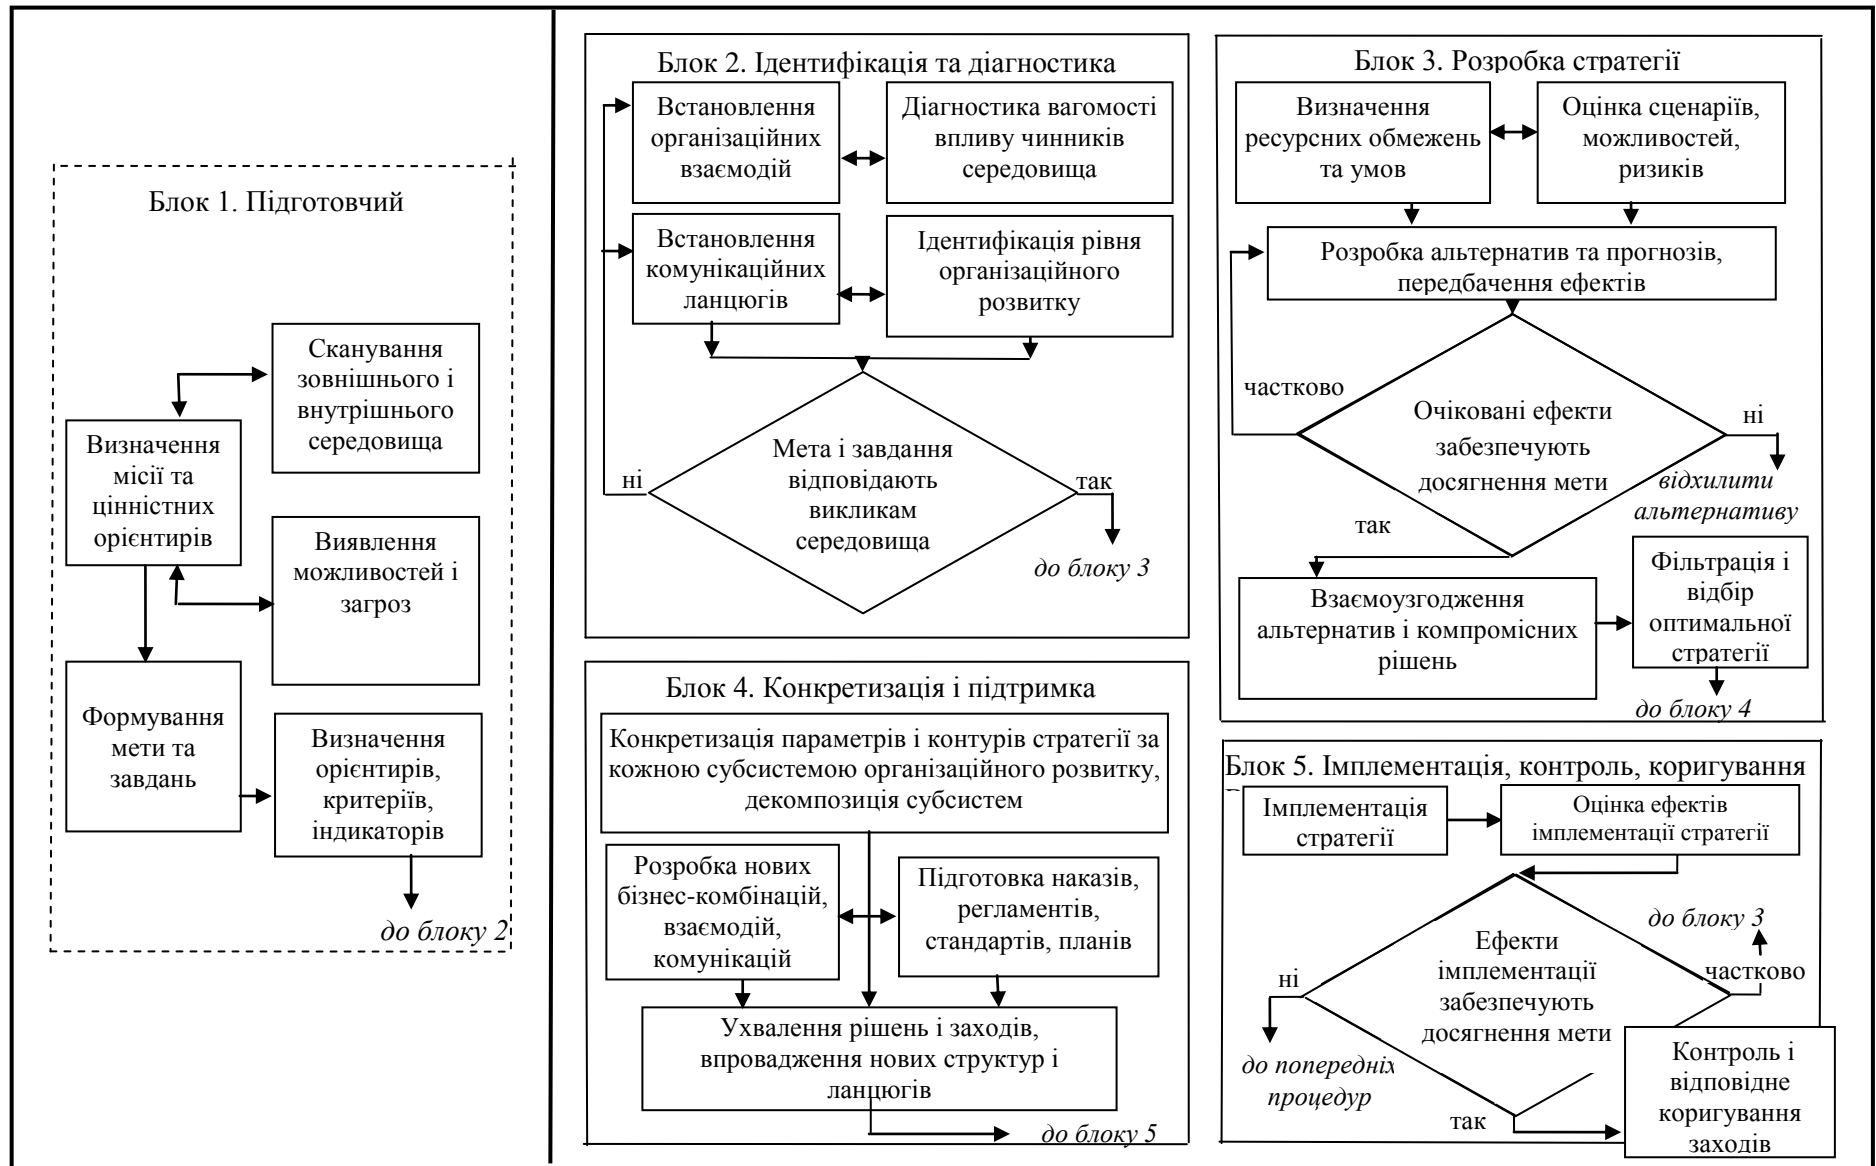 Блок 1. Підготовчий
Сканування
зовнішнього і
внутрішнього
середовища
Визначення
місії та
цінністних
орієнтирів
Виявлення
можливостей і
загроз
Формування
мети та
завдань
Визначення
орієнтирів,
критеріїв,
індикаторів
до блоку 2
Блок 2. Ідентифікація та діагностика
Встановлення
організаційних
взаємодій
Діагностика вагомості
впливу чинників
середовища
Встановлення
комунікаційних
ланцюгів
Ідентифікація рівня
організаційного
розвитку
Мета і завдання
відповідають
викликам
середовища
ні
так
до блоку 3
Блок 3. Розробка стратегії
Визначення
ресурсних обмежень
та умов
Оцінка сценаріїв,
можливостей,
ризиків
Розробка альтернатив та прогнозів,
передбачення ефектів
частково
Очіковані ефекти
забезпечують
досягнення мети
ні
відхилити
альтернативу
так
Взаємоузгодження
альтернатив і компромісних
рішень
Фільтрація і
відбір
оптимальної
стратегії
до блоку 4
Блок 4. Конкретизація і підтримка
Конкретизація параметрів і контурів стратегії за
кожною субсистемою організаційного розвитку,
декомпозиція субсистем
Розробка нових
бізнес-комбінацій,
взаємодій,
комунікацій
Підготовка наказів,
регламентів,
стандартів, планів
Ухвалення рішень і заходів,
впровадження нових структур і
ланцюгів
до блоку 5
Блок 5. Імплементація, контроль, коригування
Імплементація
стратегії
Оцінка ефектів
імплементації стратегії
до блоку 3
Ефекти
імплементації
забезпечують
досягнення мети
ні
частково
до попередніх
процедур
так
Контроль і
відповідне
коригування
заходів